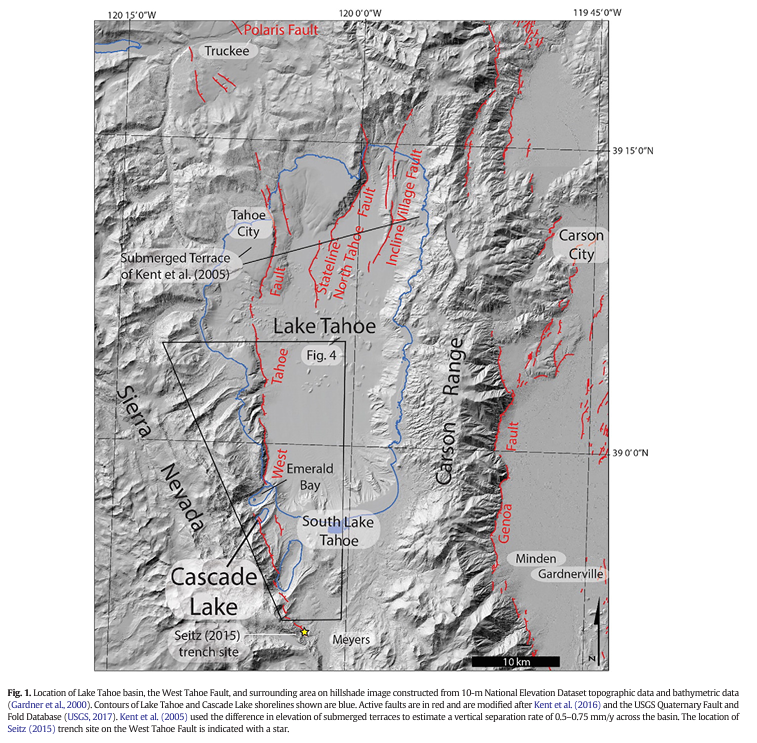 120 15'0"W
120 0'0"W
119 45'0"W
Polaris Fault
Truckee
39 15'0"N
Tahoe
City
Submerged Terrace
of Kent et al. (2005)
Fault
Stateline
North Tahoe Fault
Incline Village Fault
Carson
City
Lake Tahoe
Fig. 4
Tahoe
Sierra
Nevada
Carson Range
Fault
39 0'0"N
West
Emerald
Bay
Genoa
South Lake
Tahoe
Minden
Gardnerville
Cascade
Lake
Seitz (2015)
trench site
Meyers
10 km
N
Fig. 1. Location of Lake Tahoe basin, the West Tahoe Fault, and surrounding area on hillshade image constructed from 10-m National Elevation Dataset topographic data and bathymetric data
(Gardner et al., 2000). Contours of Lake Tahoe and Cascade Lake shorelines shown are blue. Active faults are in red and are modified after Kent et al. (2016) and the USGS Quaternary Fault and
Fold Database (USGS, 2017). Kent et al. (2005) used the difference in elevation of submerged terraces to estimate a vertical separation rate of 0.5–0.75 mm/y across the basin. The location of
Seitz (2015) trench site on the West Tahoe Fault is indicated with a star.